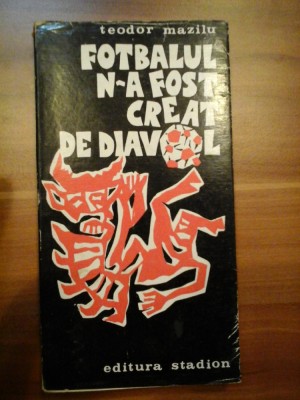 teodor mazilu
FOTBALUL
N-A FOST
CREAT
DE DIAVOL
editura stadion